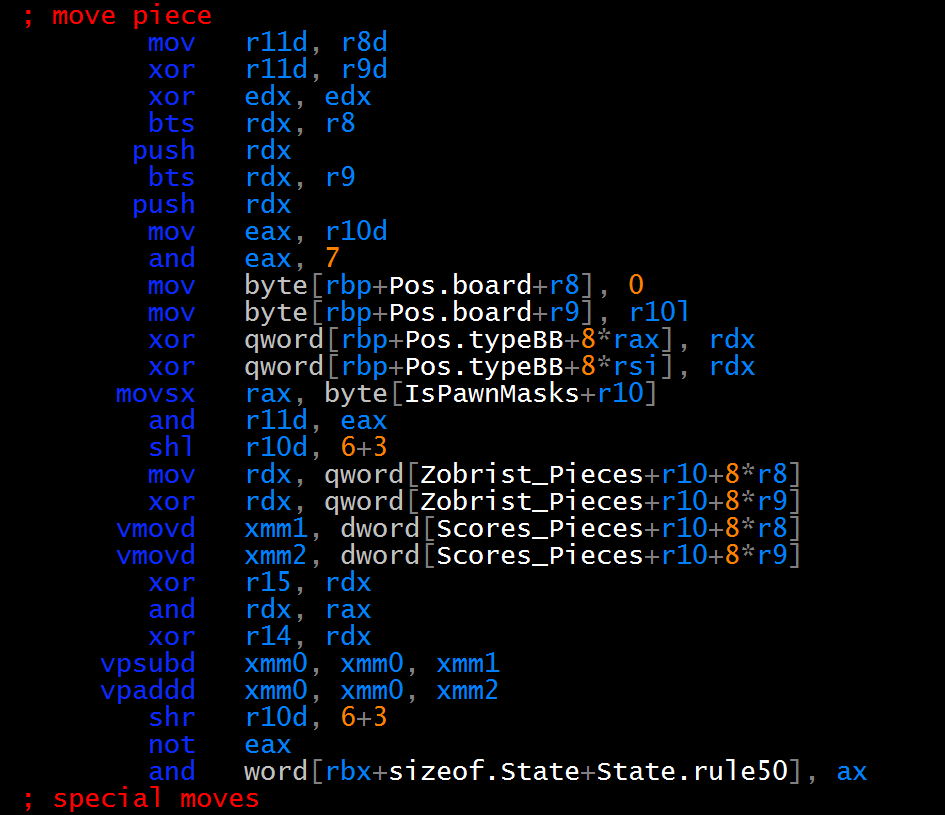 ; move piece
mov r11d, r8d
xor r11d, r9d
xor edx, edx
bts rdx, r8
push rdx
bts rdx, r9
push rdx
mov eax, r10d
and eax, 7
mov byte[rbp+Pos.board+r8], 0
mov byte[rbp+Pos.board+r9], r10l
xor qword[rbp+Pos.typeBB+8*rax], rdx
xor qword[rbp+Pos.typeBB+8*rsi], rdx
movsx rax, byte[IsPawnMasks+r10]
and r11d, eax
shl r10d, 6+3
mov rdx, qword[Zobrist_Pieces+r10+8*r8]
xor rdx, qword[Zobrist_Pieces+r10+8*r9]
vmovd xmm1, dword[Scores_Pieces+r10+8*r8]
vmovd xmm2, dword[Scores_Pieces+r10+8*r9]
xor r15, rdx
and rdx, rax
xor r14, rdx
vpsubd xmm0, xmm0, xmm1
vpaddd xmm0, xmm0, xmm2
shr r10d, 6+3
not eax
and word[rbx+sizeof.State+State.rule50], ax
; special moves